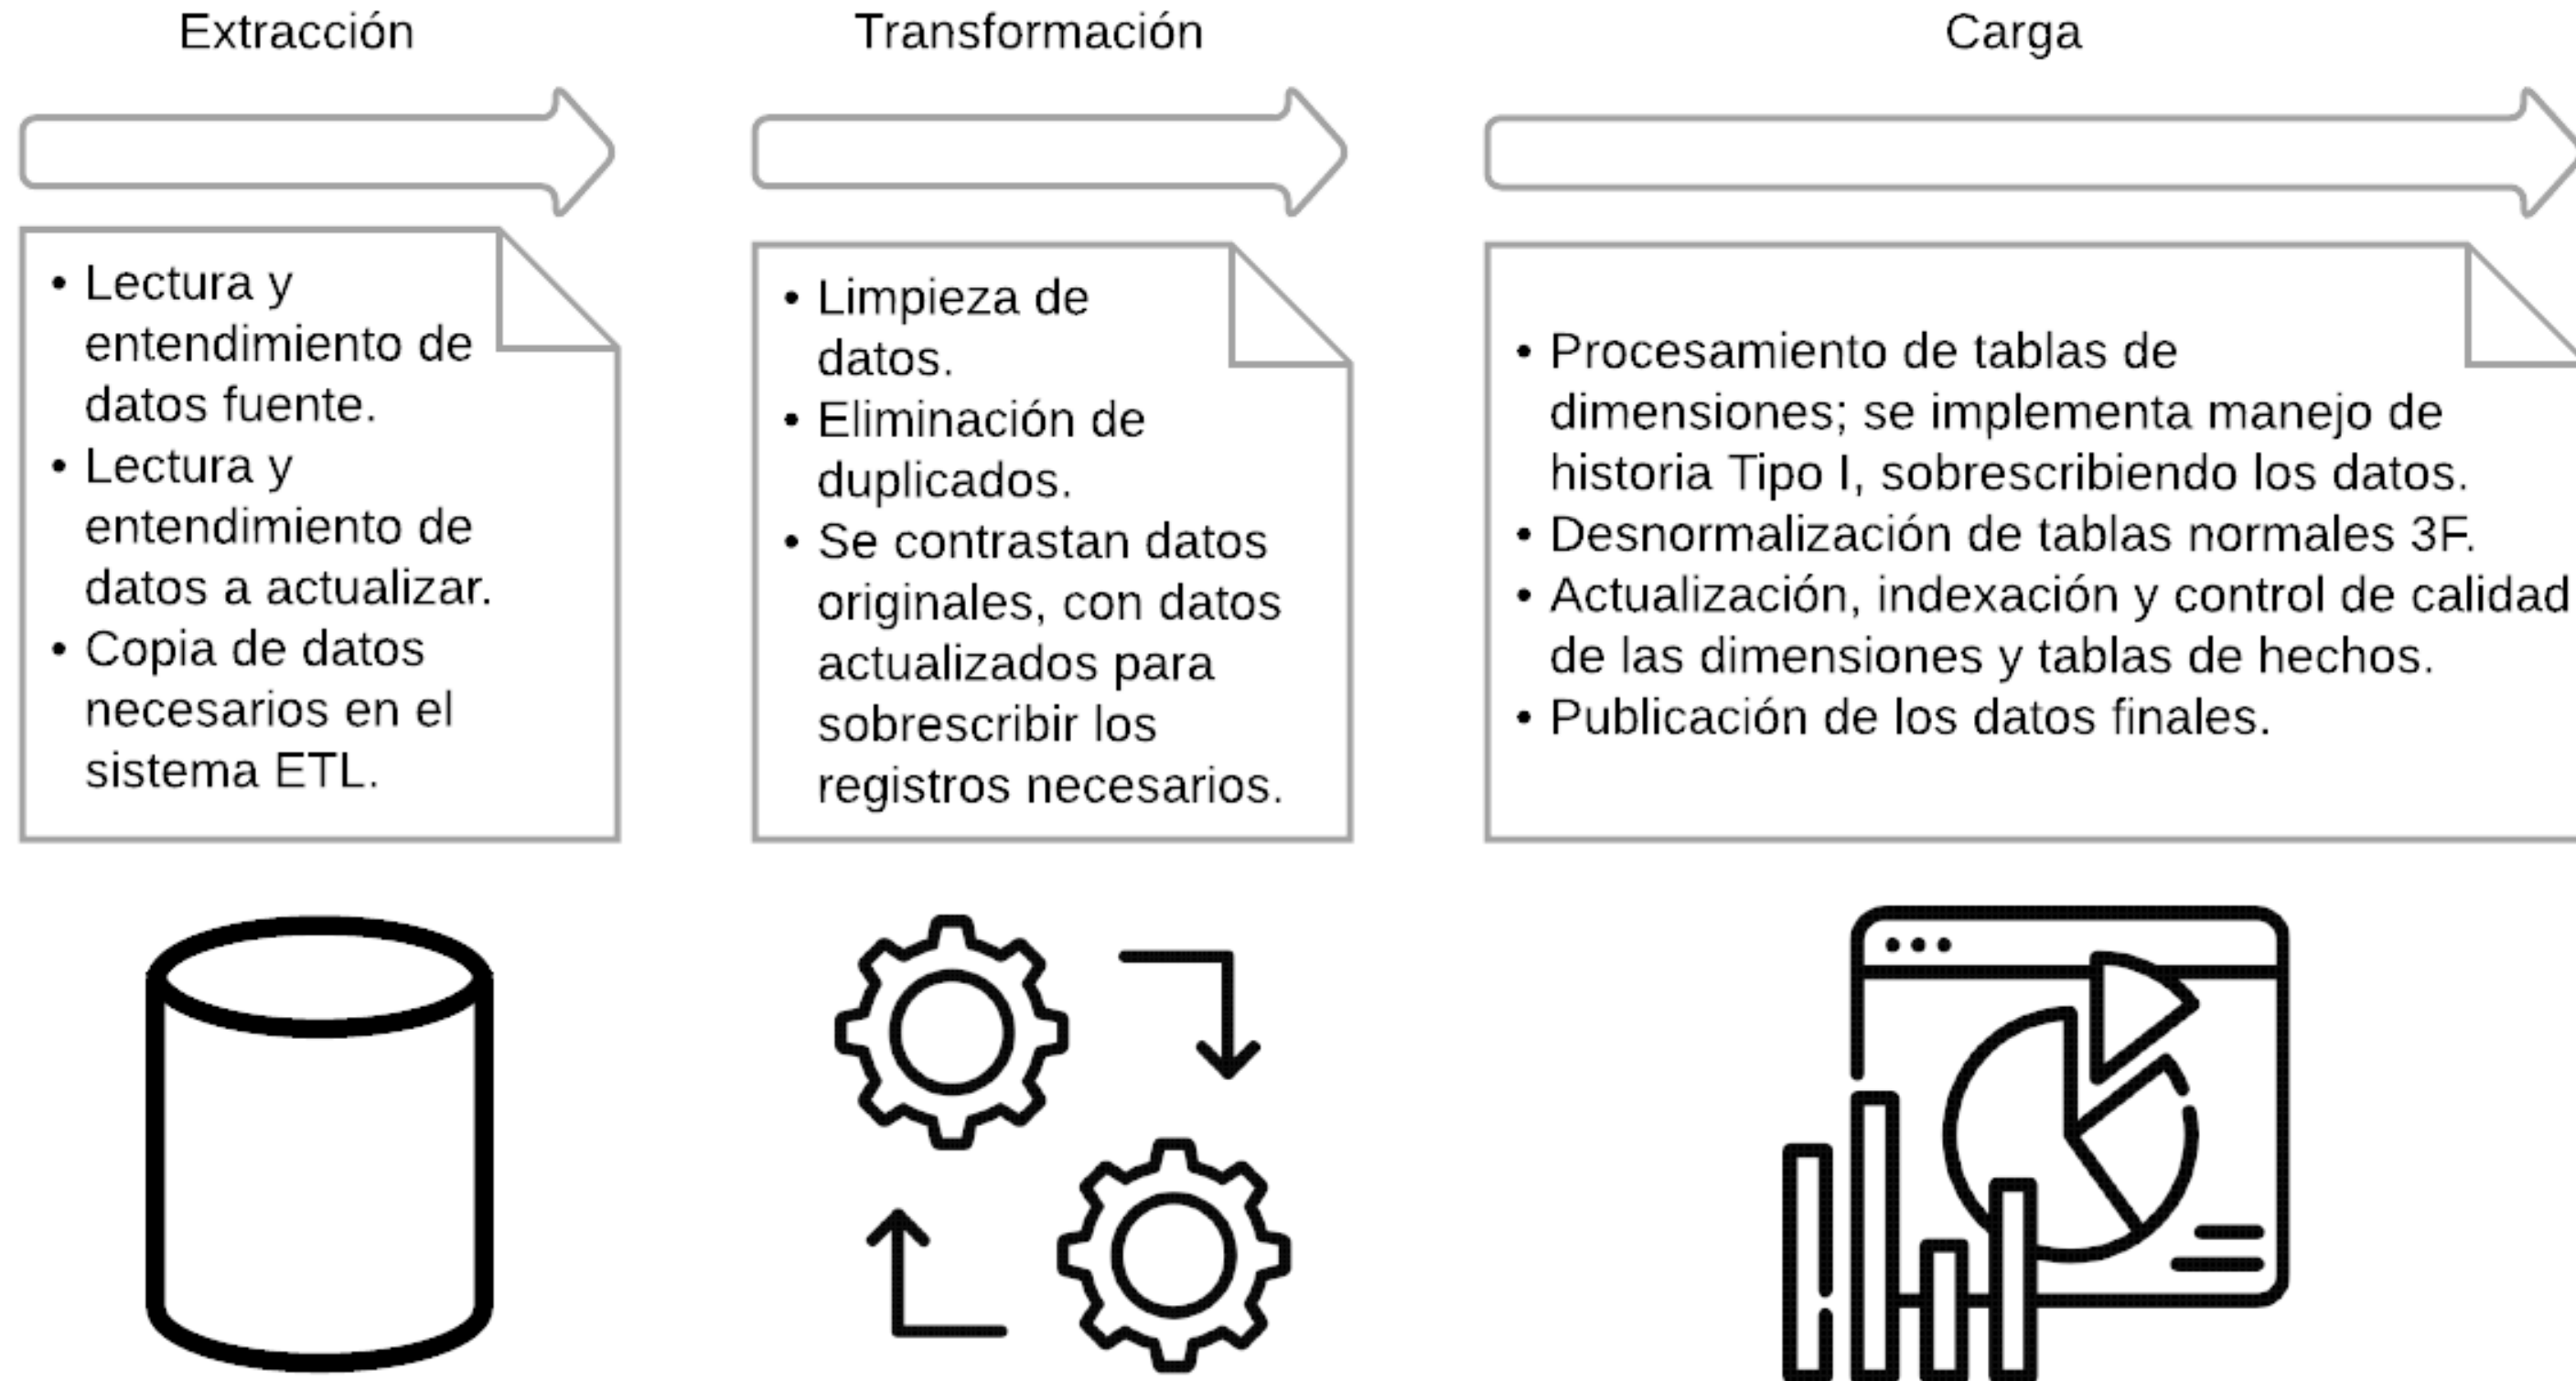 Extracción
• Lectura y
entendimiento de
datos fuente.
• Lectura y
entendimiento de
datos a actualizar.
• Copia de datos
necesarios en el
sistema ETL.
Transformación
• Limpieza de
datos.
• Eliminación de
duplicados.
• Se contrastan datos
originales, con datos
actualizados para
sobrescribir los
registros necesarios.
Carga
• Procesamiento de tablas de
dimensiones; se implementa manejo de
historia Tipo I, sobrescribiendo los datos.
• Desnormalización de tablas normales 3F.
• Actualización, indexación y control de calidad
de las dimensiones y tablas de hechos.
• Publicación de los datos finales.